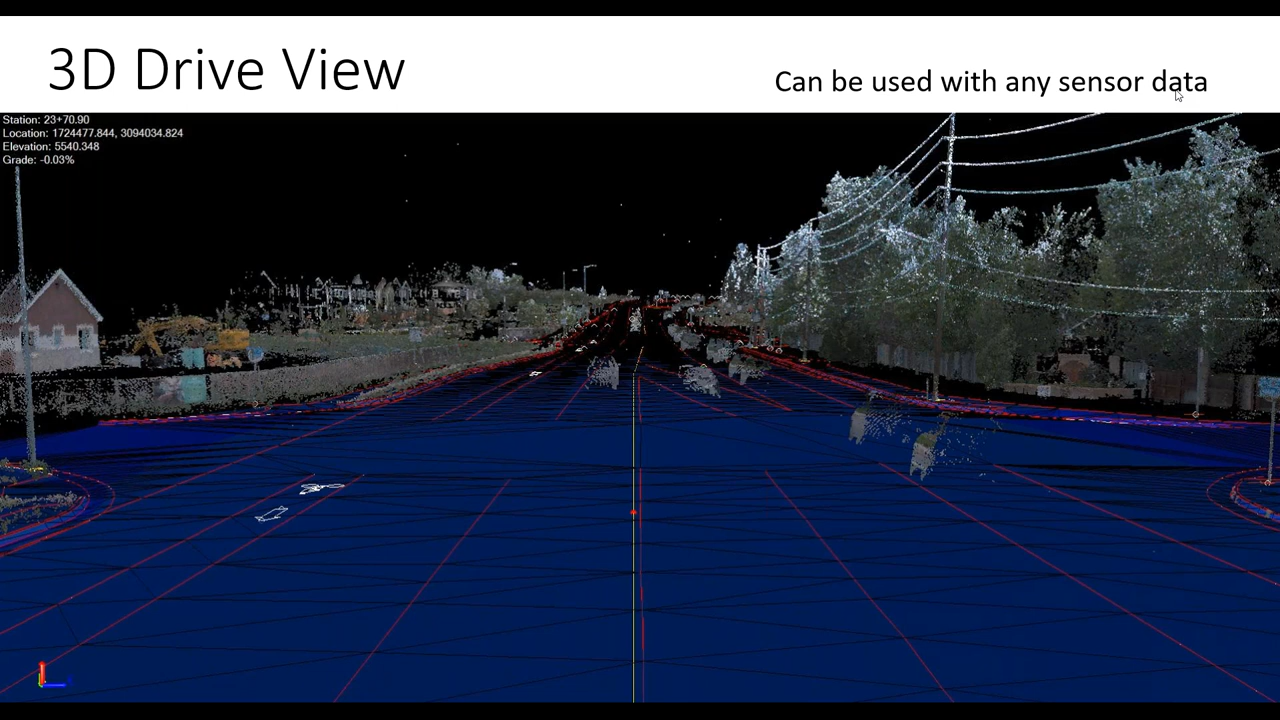 3D Drive View
Can be used with any sensor data
Station: 23+70.90
Location: 1724477.844, 3094034.824
Elevation: 5540.348
Grade: -0.03%